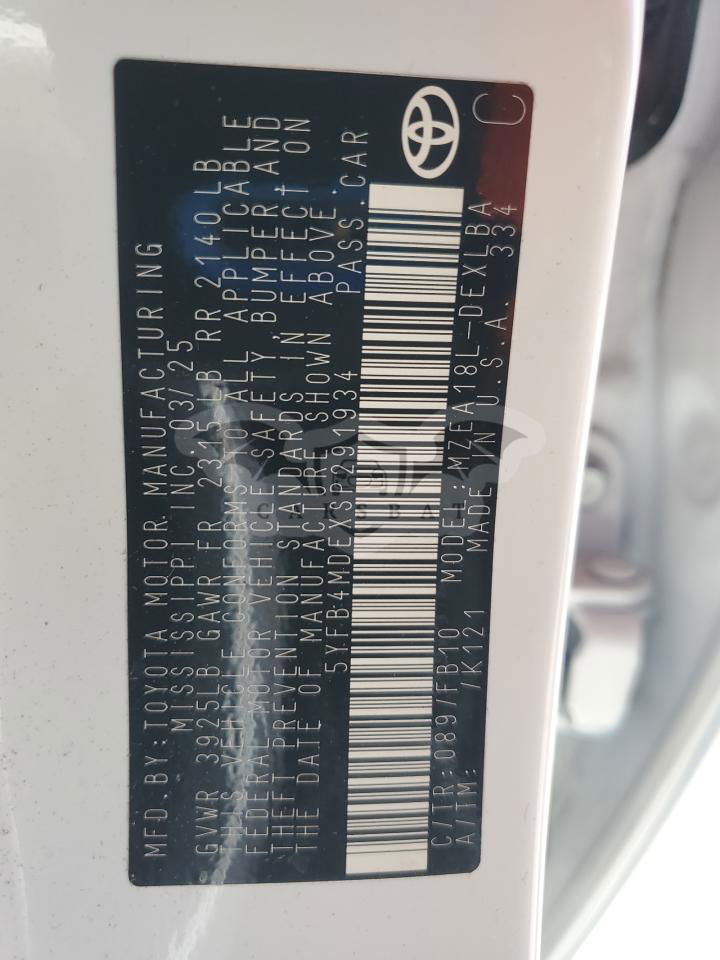 MFD.BY:TOYOTA MOTOR MANUFACTURING
MISSISSIPPI INC.03/25
GVWR 3925LB GAWR FR 2315LB RR 2140LB
THIS VEHICLE CONFORMS TO ALL APPLICABLE
FEDERAL MOTOR VEHICLE SAFETY, BUMPER, AND
THEFT PREVENTION STANDARDS IN EFFECT ON
THE DATE OF MANUFACTURE SHOWN ABOVE.
5YFB4MDEXSP291934 PASS.CAR
C/TR:089/FB10 MODEL:MZEA18L-DEXLBA
A/TM: /K121 MADE IN U.S.A. 334
C
CARSBAT